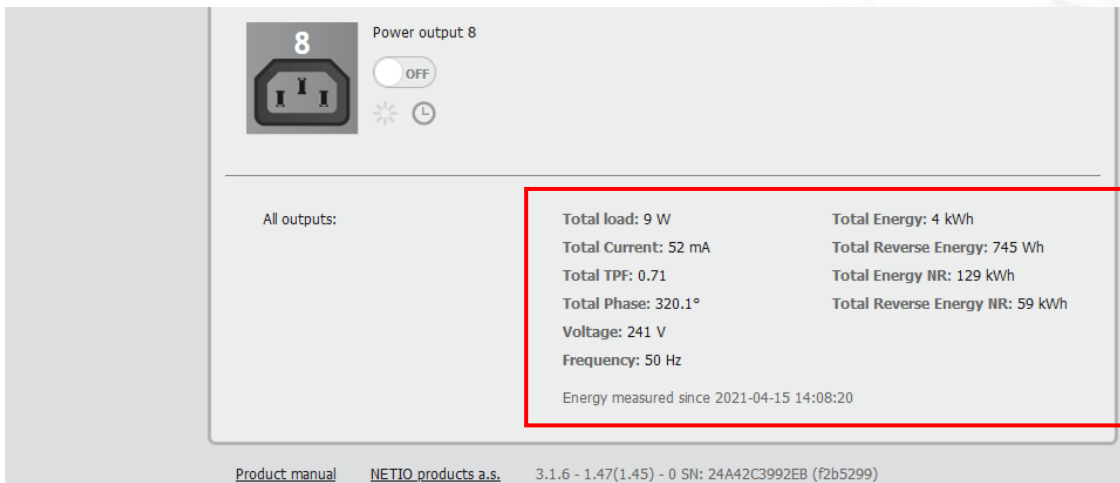 8
Power output 8
OFF
All outputs:
Total load: 9 W
Total Current: 52 mA
Total TPF: 0.71
Total Phase: 320.1°
Voltage: 241 V
Frequency: 50 Hz
Total Energy: 4 kWh
Total Reverse Energy: 745 Wh
Total Energy NR: 129 kWh
Total Reverse Energy NR: 59 kWh
Energy measured since 2021-04-15 14:08:20
Product manual NETIO products a.s. 3.1.6 - 1.47(1.45) - 0 SN: 24A42C3992EB (f2b5299)